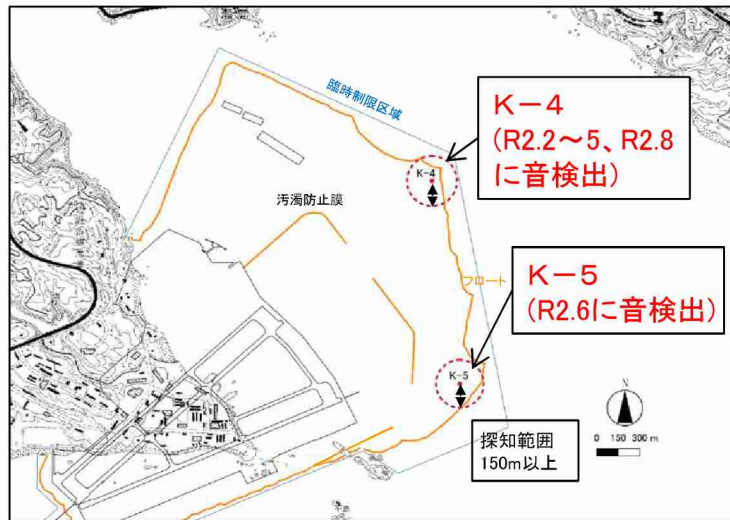 臨時制限区域
K-4
(R2.2～5、R2.8
に音検出)
K-4
汚濁防止膜
フロート
K-5
(R2.6に音検出)
K-5
探知範囲
150m以上
N
0 150 300 m